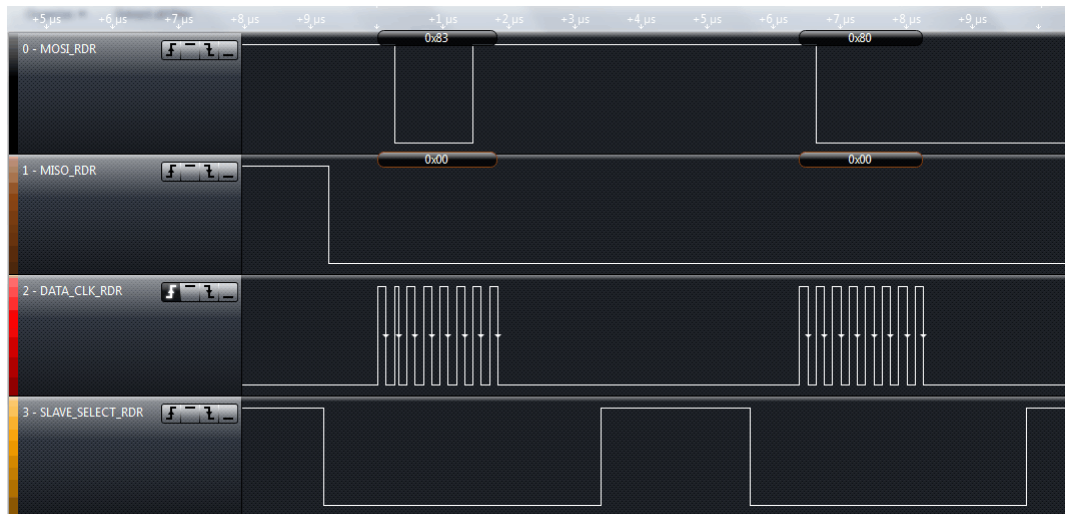 +5 µs +6 µs +7 µs +8 µs +9 µs +1 µs +2 µs +3 µs +4 µs +5 µs +6 µs +7 µs +8 µs +9 µs
0x83 0x80
0 - MOSI_RDR
0x00 0x00
1 - MISO_RDR
2 - DATA_CLK_RDR
3 - SLAVE_SELECT_RDR